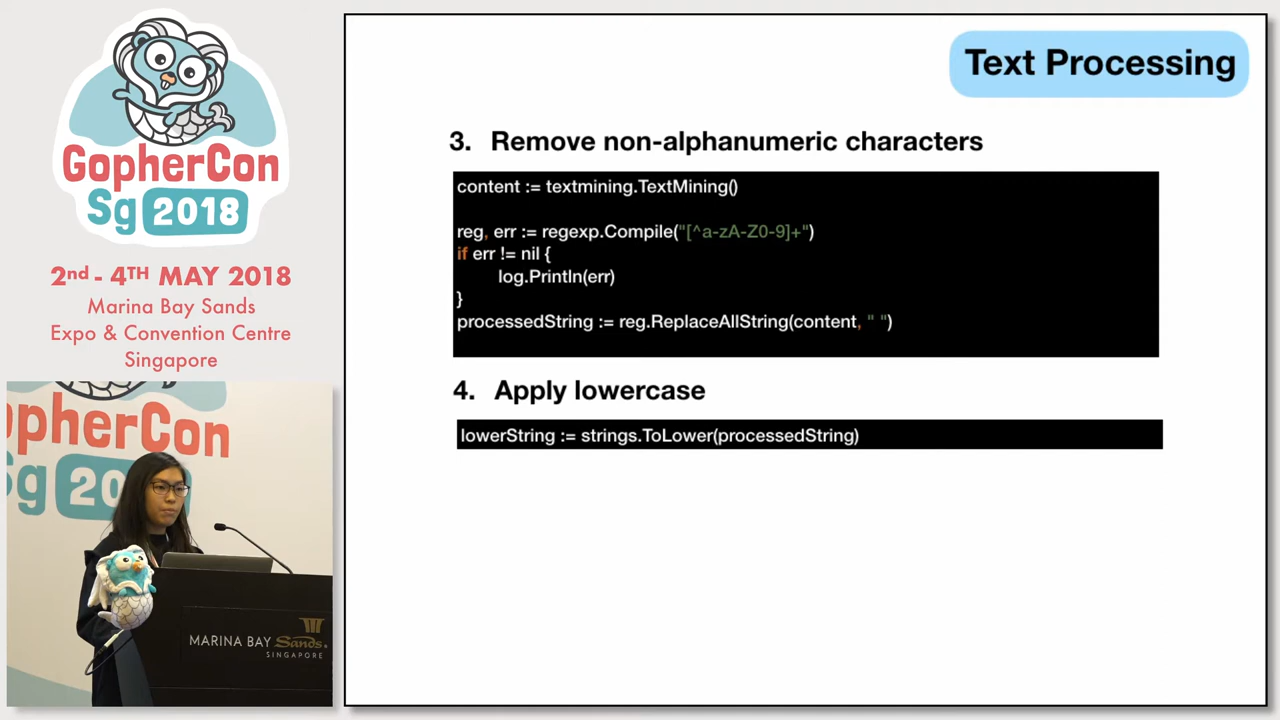 GopherCon
Sg 2018
2nd - 4TH MAY 2018
Marina Bay Sands
Expo & Convention Centre
Singapore
opherCon
Sg 20
MARINA BAY Sands.
SINGAPORE
Text Processing
3. Remove non-alphanumeric characters
content := textmining.TextMining()
reg, err := regexp.Compile("[^a-zA-Z0-9]+")
if err != nil {
log.Println(err)
}
processedString := reg.ReplaceAllString(content, " ")
4. Apply lowercase
lowerString := strings.ToLower(processedString)